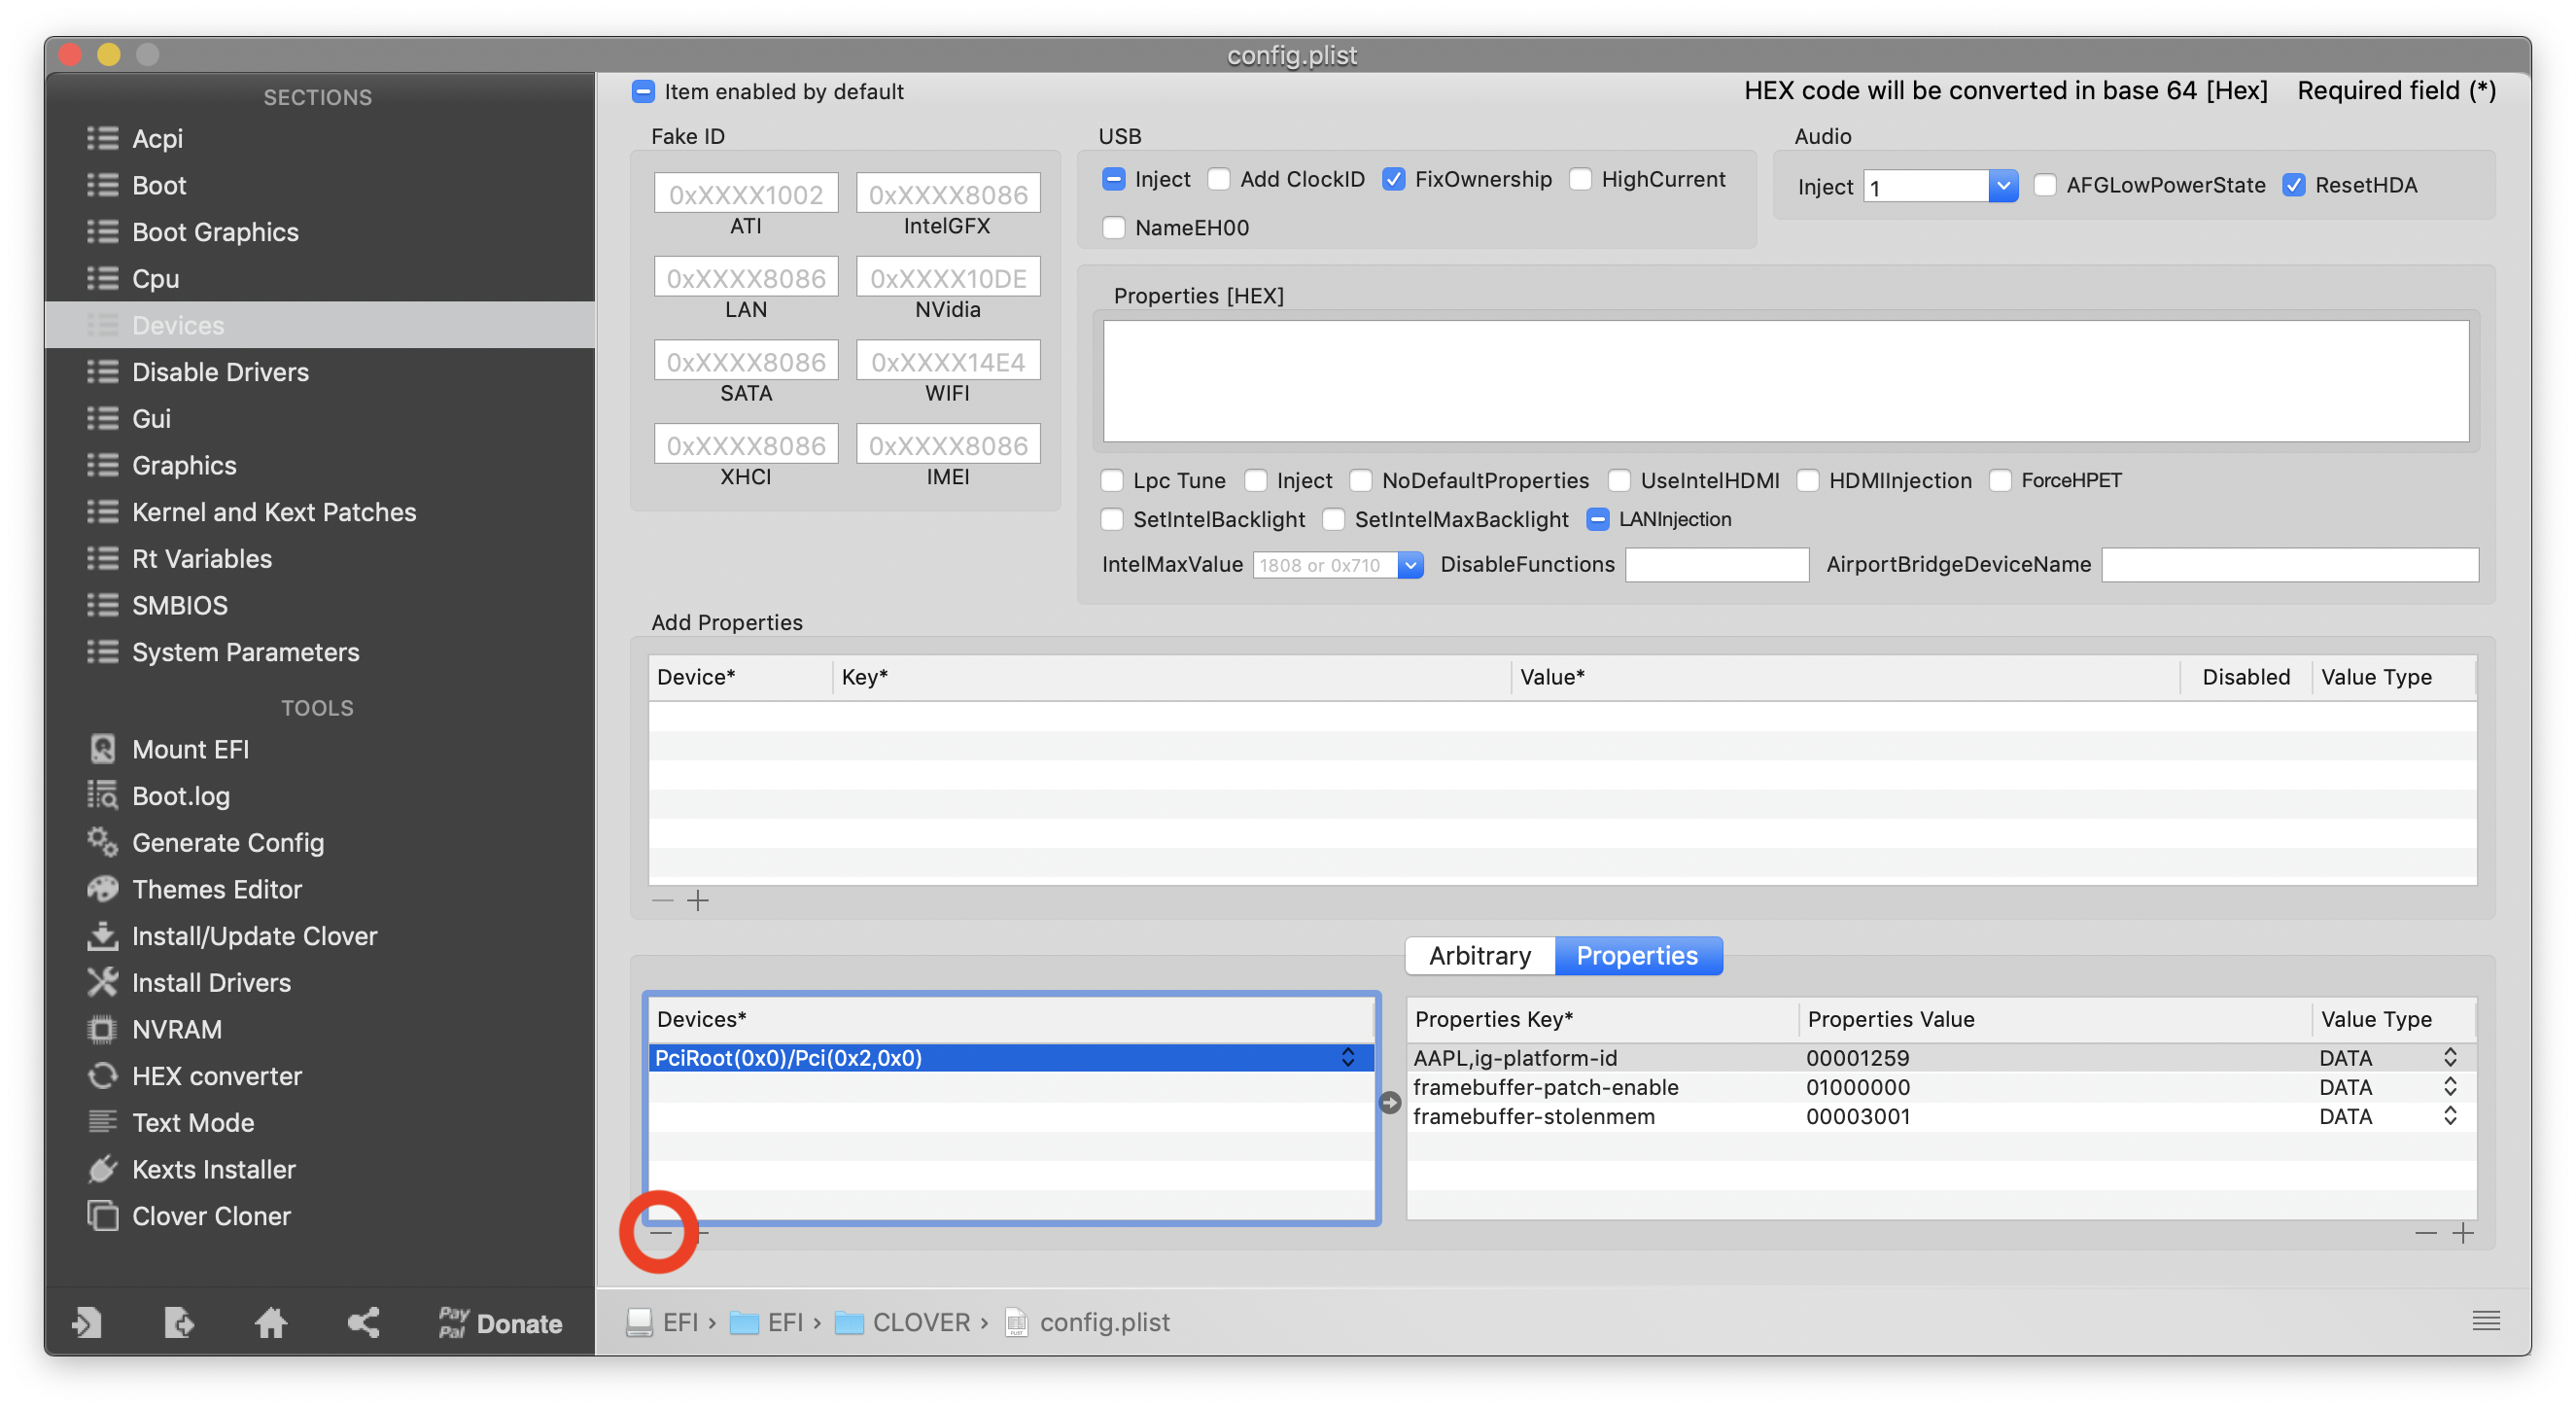 config.plist
SECTIONS
Acpi
Boot
Boot Graphics
Cpu
Devices
Disable Drivers
Gui
Graphics
Kernel and Kext Patches
Rt Variables
SMBIOS
System Parameters
TOOLS
Mount EFI
Boot.log
Generate Config
Themes Editor
Install/Update Clover
Install Drivers
NVRAM
HEX converter
Text Mode
Kexts Installer
Clover Cloner
PayPal Donate
Item enabled by default
HEX code will be converted in base 64 [Hex] Required field (*)
Fake ID
0xXXXX1002 0xXXXX8086
ATI IntelGFX
0xXXXX8086 0xXXXX10DE
LAN NVidia
0xXXXX8086 0xXXXX14E4
SATA WIFI
0xXXXX8086 0xXXXX8086
XHCI IMEI
USB
Inject Add ClockID FixOwnership HighCurrent
NameEH00
Audio
Inject 1 AFGLowPowerState ResetHDA
Properties [HEX]
Lpc Tune Inject NoDefaultProperties UseIntelHDMI HDMIInjection ForceHPET
SetIntelBacklight SetIntelMaxBacklight LANInjection
IntelMaxValue 1808 or 0x710 DisableFunctions AirportBridgeDeviceName
Add Properties
Device* Key* Value* Disabled Value Type
Arbitrary Properties
Devices*
PciRoot(0x0)/Pci(0x2,0x0)
Properties Key* Properties Value Value Type
AAPL,ig-platform-id 00001259 DATA
framebuffer-patch-enable 01000000 DATA
framebuffer-stolenmem 00003001 DATA
EFI › EFI › CLOVER › config.plist